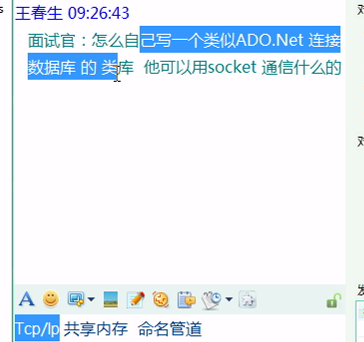 王春生 09:26:43
面试官：怎么自己写一个类似ADO.Net 连接
数据库 的 类库  他可以用socket 通信什么的
Tcp/Ip 共享内存  命名管道